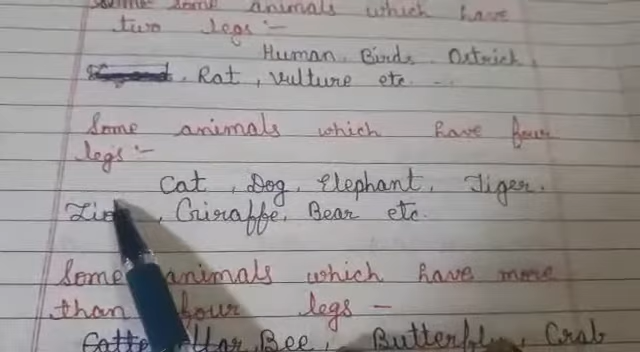 some animals which have
two legs :-
Human, Birds, Ostrich,
Rat, Vulture etc. --
Some animals which have four
legs :-
Cat, Dog, Elephant, Tiger,
Giraffe, Bear etc.
Some animals which have more
than four legs -
Bee, Butterfly, Crab